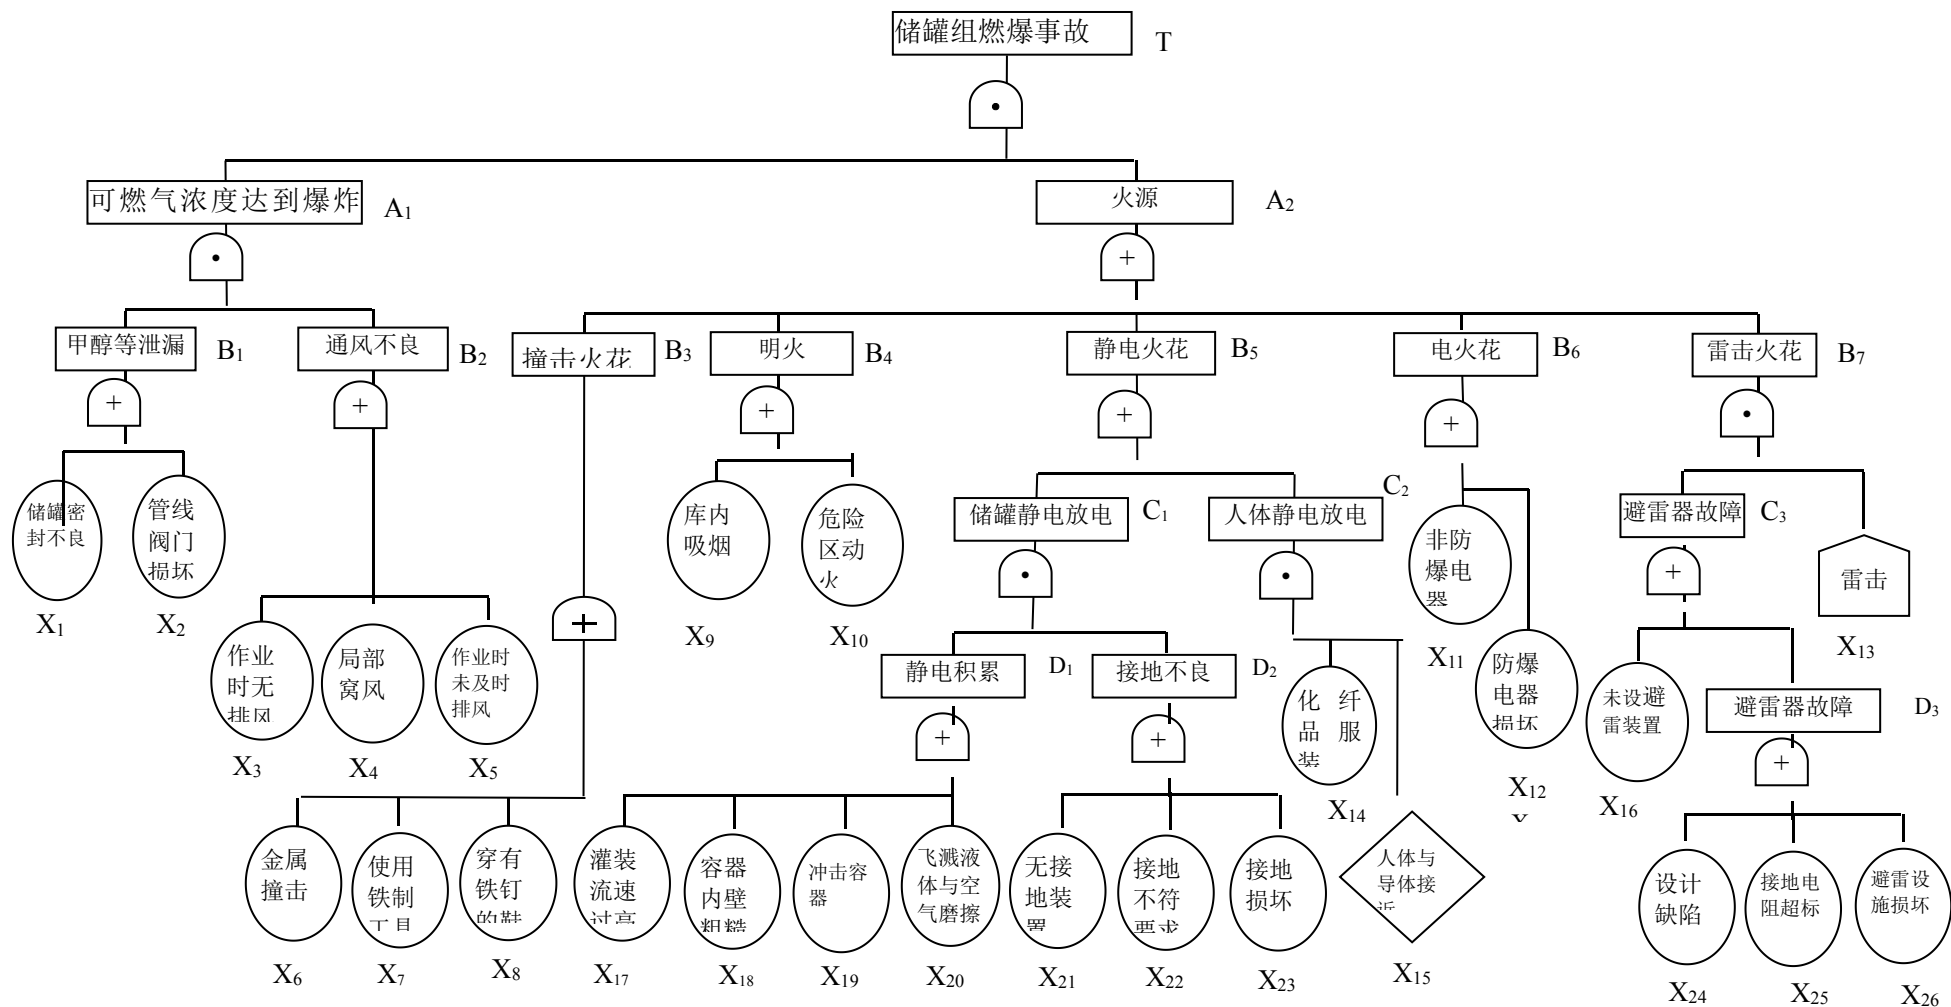 储罐组燃爆事故
T
可燃气浓度达到爆炸
A1
火源
A2
甲醇等泄漏
B1
通风不良
B2
撞击火花
B3
明火
B4
静电火花
B5
电火花
B6
雷击火花
B7
+
+
+
+
+
+
储罐密
封不良
X1
管线
阀门
损坏
X2
库内
吸烟
X9
危险
区动
火
X10
储罐静电放电
C1
人体静电放电
C2
非防
爆电
器
X11
避雷器故障
C3
雷击
X13
+
+
作业
时无
排风
X3
局部
窝风
X4
作业时
未及时
排风
X5
静电积累
D1
接地不良
D2
化 纤
品 服
装
X14
防爆
电器
损坏
X12
X
未设避
雷装置
X16
避雷器故障
D3
+
+
+
金属
撞击
X6
使用
铁制
工具
X7
穿有
铁钉
的鞋
X8
灌装
流速
过高
X17
容器
内壁
粗糙
X18
冲击容
器
X19
飞溅液
体与空
气磨擦
X20
无接
地装
置
X21
接地
不符
要求
X22
接地
损坏
X23
人体与
导体接
近
X15
设计
缺陷
X24
接地电
阻超标
X25
避雷设
施损坏
X26